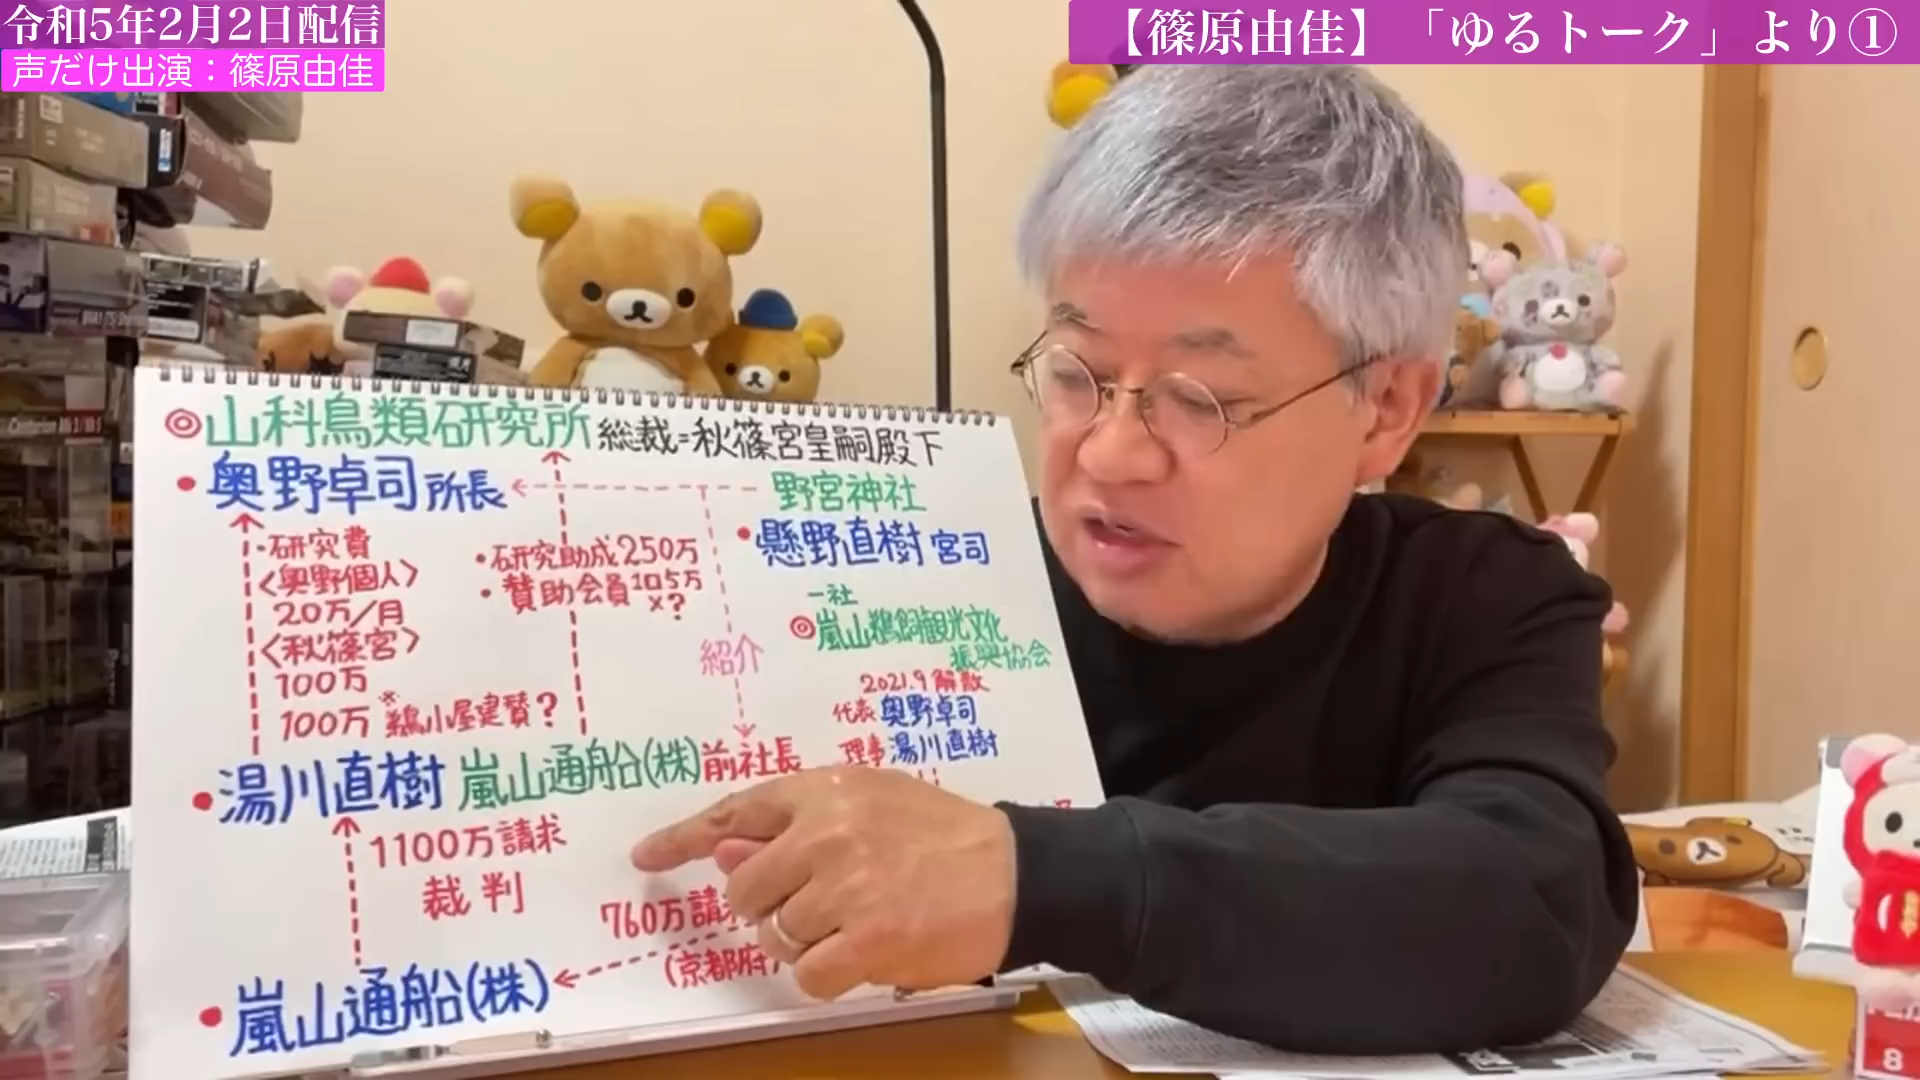 令和5年2月2日配信
声だけ出演：篠原由佳
【篠原由佳】「ゆるトーク」より①
◎山科鳥類研究所 総裁=秋篠宮皇嗣殿下
・奥野卓司所長
野宮神社
・懸野直樹 宮司
・研究費
〈奥野個人〉
20万/月
〈秋篠宮〉
100万
100万 ※鵜小屋建賛?
・研究助成250万
・賛助会員1口5万
×?
紹介
一社
◎嵐山鵜飼観光文化
振興協会
2021.9解散
代表 奥野卓司
理事 湯川直樹
・湯川直樹 嵐山通船(株)前社長
1100万請求
裁判
760万請求
(京都府)
・嵐山通船(株)
8